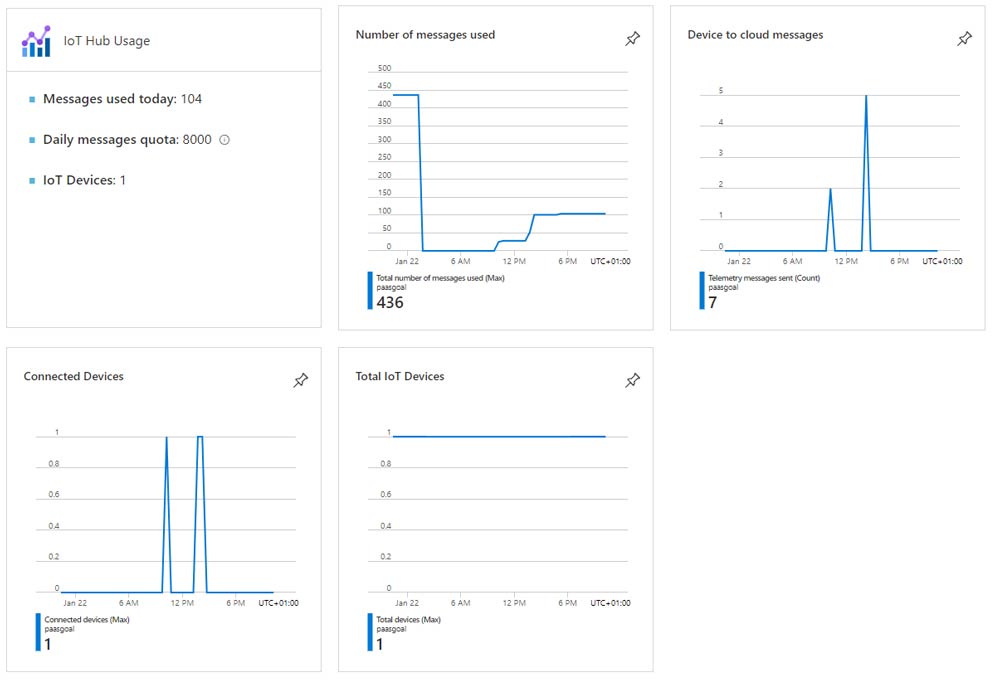 IoT Hub Usage
Messages used today: 104
Daily messages quota: 8000
IoT Devices: 1
Number of messages used
500
450
400
350
300
250
200
150
100
50
0
Jan 22 6 AM 12 PM 6 PM UTC+01:00
Total number of messages used (Max)
paasgoal
436
Device to cloud messages
5
4
3
2
1
0
Jan 22 6 AM 12 PM 6 PM UTC+01:00
Telemetry messages sent (Count)
paasgoal
7
Connected Devices
1
0.8
0.6
0.4
0.2
0
Jan 22 6 AM 12 PM 6 PM UTC+01:00
Connected devices (Max)
paasgoal
1
Total IoT Devices
1
0.8
0.6
0.4
0.2
0
Jan 22 6 AM 12 PM 6 PM UTC+01:00
Total devices (Max)
paasgoal
1